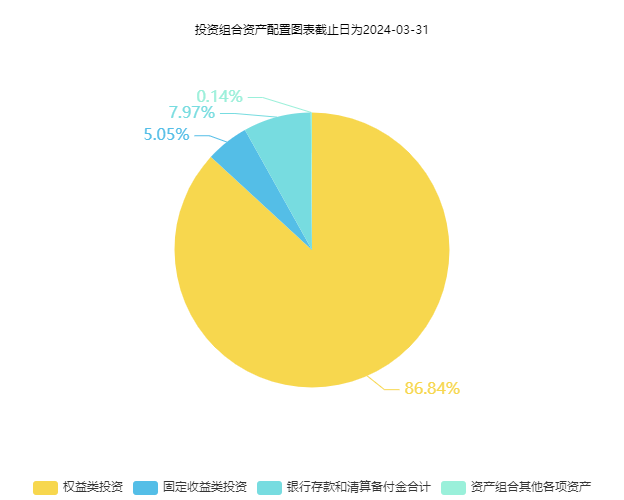 投资组合资产配置图表截止日为2024-03-31
0.14%
7.97%
5.05%
86.84%
权益类投资 固定收益类投资 银行存款和清算备付金合计 资产组合其他各项资产